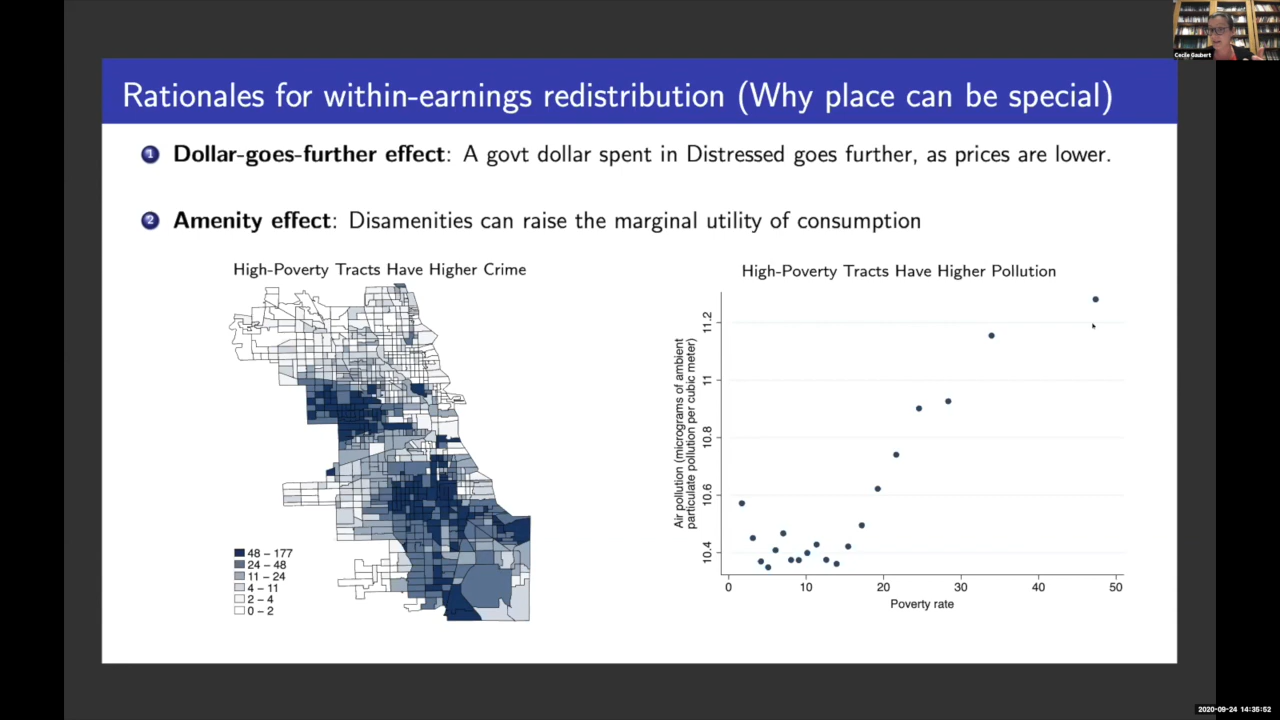 Cecile Gaubert
Rationales for within-earnings redistribution (Why place can be special)
1 Dollar-goes-further effect: A govt dollar spent in Distressed goes further, as prices are lower.
2 Amenity effect: Disamenities can raise the marginal utility of consumption
High-Poverty Tracts Have Higher Crime
48 – 177
24 – 48
11 – 24
4 – 11
2 – 4
0 – 2
High-Poverty Tracts Have Higher Pollution
Air pollution (micrograms of ambient
particulate pollution per cubic meter)
11.2
11
10.8
10.6
10.4
0 10 20 30 40 50
Poverty rate
2020-09-24 14:35:52